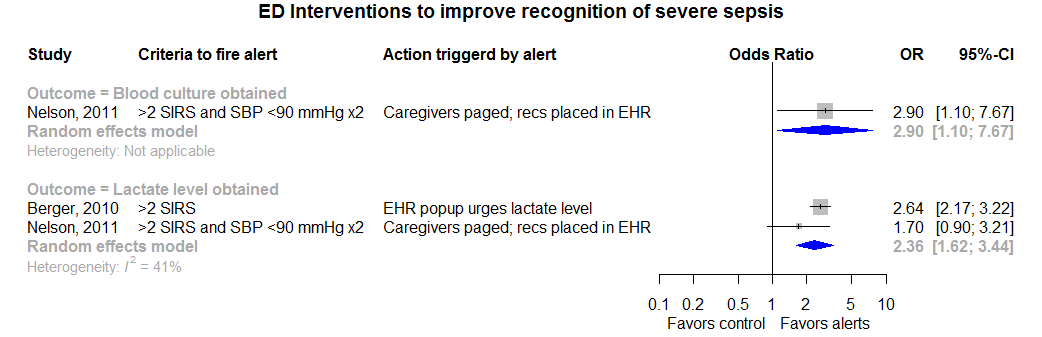 ED Interventions to improve recognition of severe sepsis
Study Criteria to fire alert Action triggerd by alert Odds Ratio OR 95%-CI
Outcome = Blood culture obtained
Nelson, 2011 >2 SIRS and SBP <90 mmHg x2 Caregivers paged; recs placed in EHR 2.90 [1.10; 7.67]
Random effects model 2.90 [1.10; 7.67]
Heterogeneity: Not applicable
Outcome = Lactate level obtained
Berger, 2010 >2 SIRS EHR popup urges lactate level 2.64 [2.17; 3.22]
Nelson, 2011 >2 SIRS and SBP <90 mmHg x2 Caregivers paged; recs placed in EHR 1.70 [0.90; 3.21]
Random effects model 2.36 [1.62; 3.44]
Heterogeneity: I² = 41%
0.1 0.2 0.5 1 2 5 10
Favors control Favors alerts